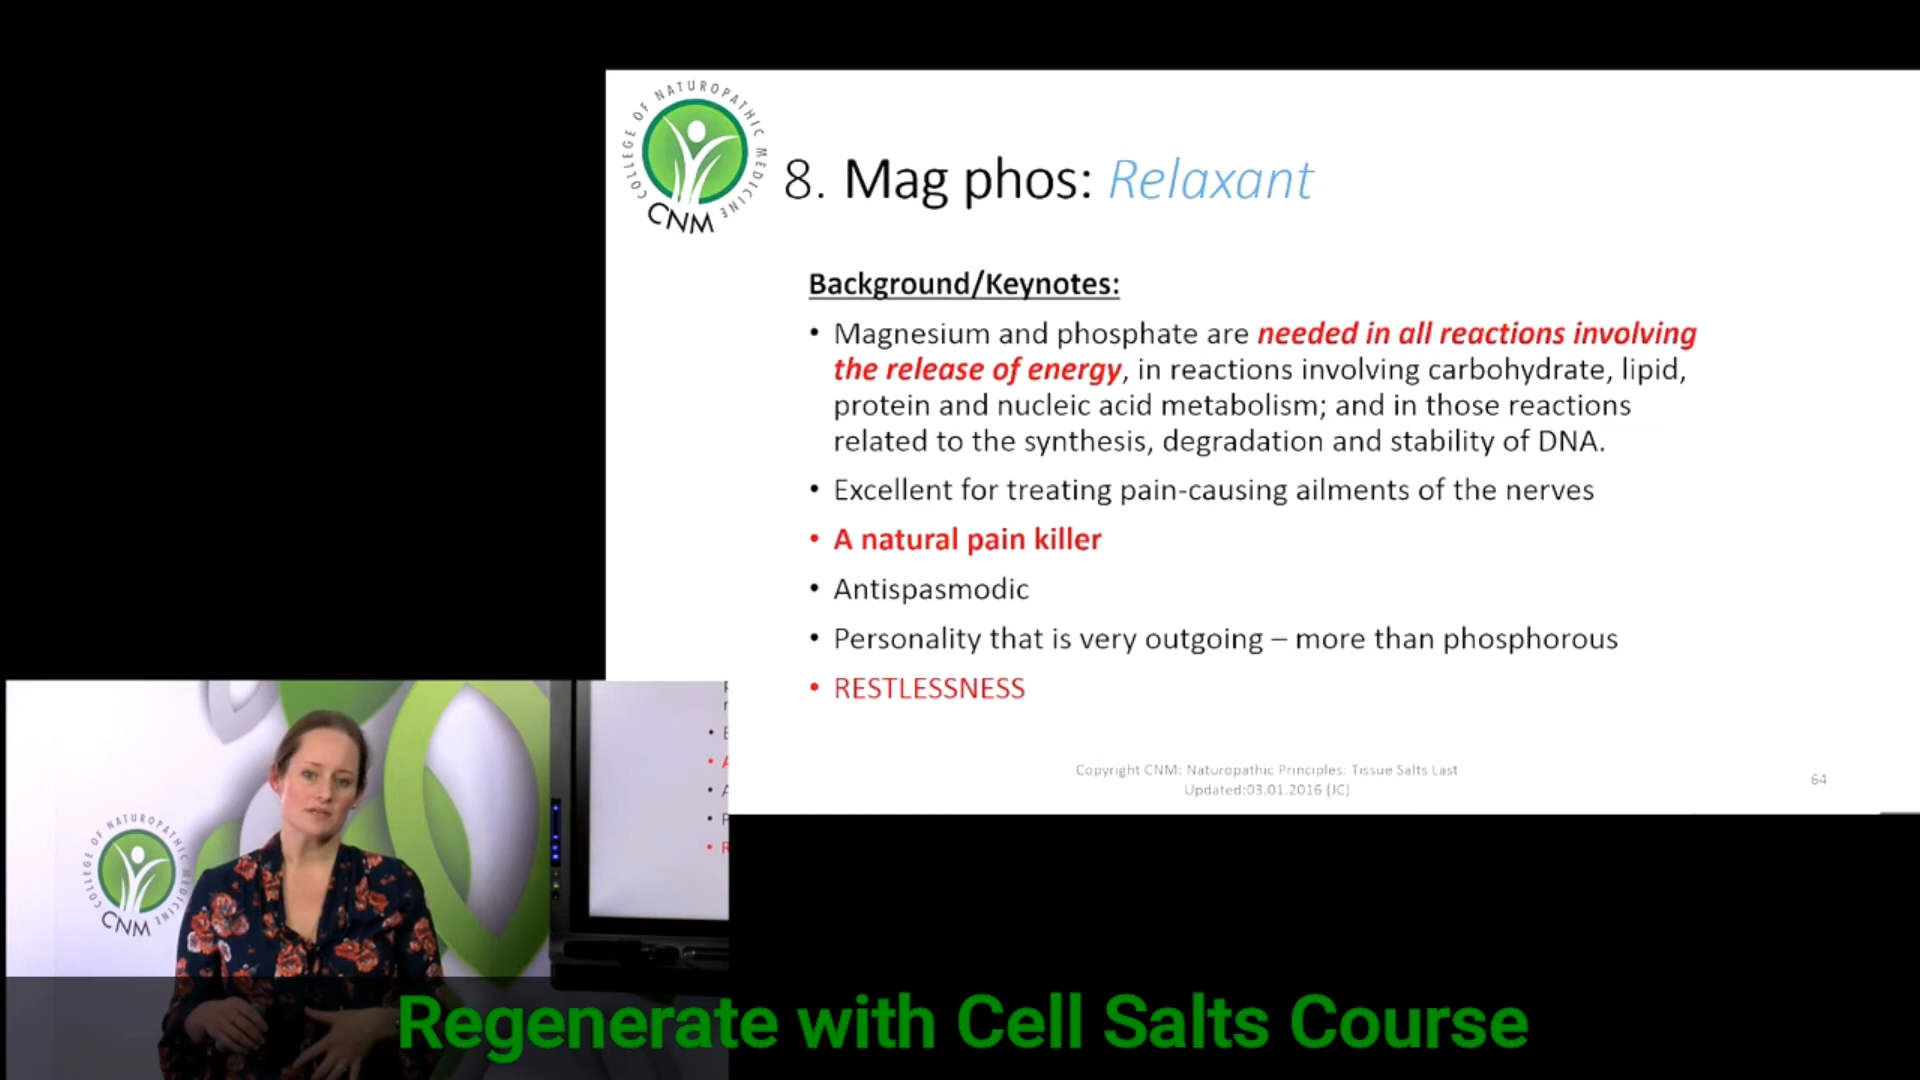 COLLEGE OF NATUROPATHIC MEDICINE
CNM
8. Mag phos: Relaxant
Background/Keynotes:
• Magnesium and phosphate are needed in all reactions involving
the release of energy, in reactions involving carbohydrate, lipid,
protein and nucleic acid metabolism; and in those reactions
related to the synthesis, degradation and stability of DNA.
• Excellent for treating pain-causing ailments of the nerves
• A natural pain killer
• Antispasmodic
• Personality that is very outgoing – more than phosphorous
• RESTLESSNESS
Copyright CNM: Naturopathic Principles: Tissue Salts Last
Updated:03.01.2016 (JC)
64
COLLEGE OF NATUROPATHIC MEDICINE
CNM
Regenerate with Cell Salts Course